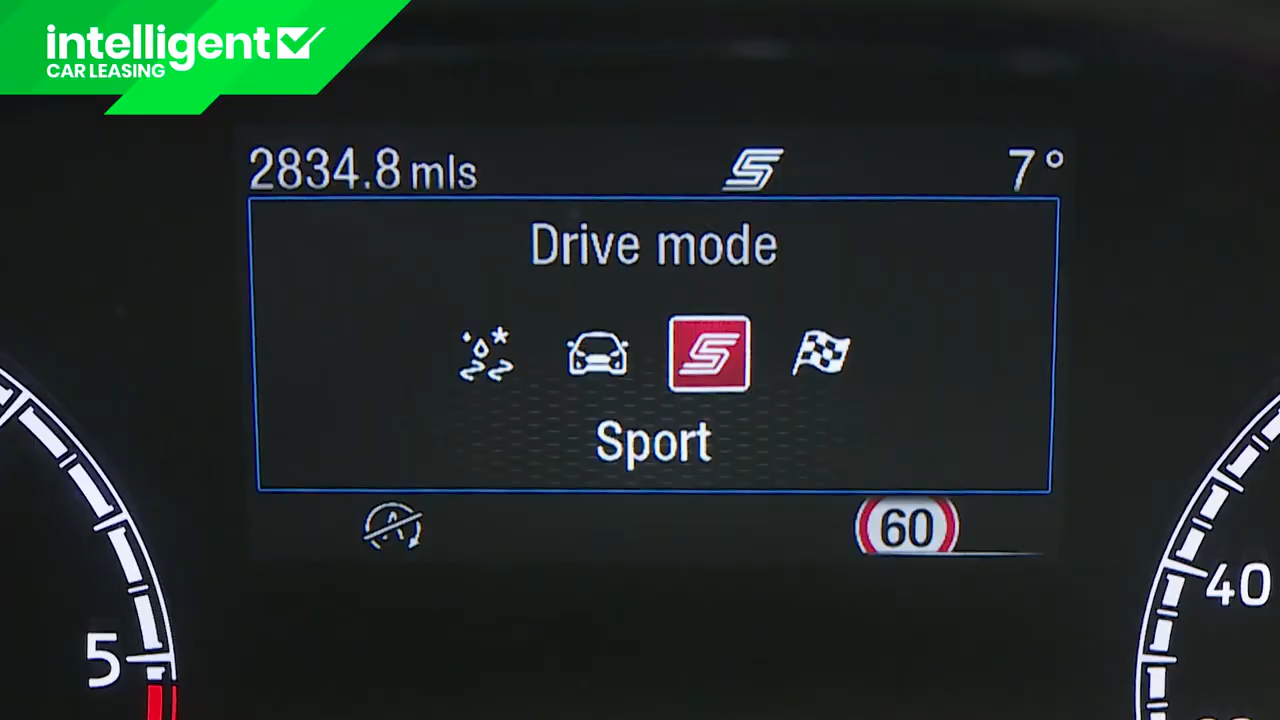 intelligent
CAR LEASING
2834.8 mls
7°
Drive mode
Sport
A
60
5
40